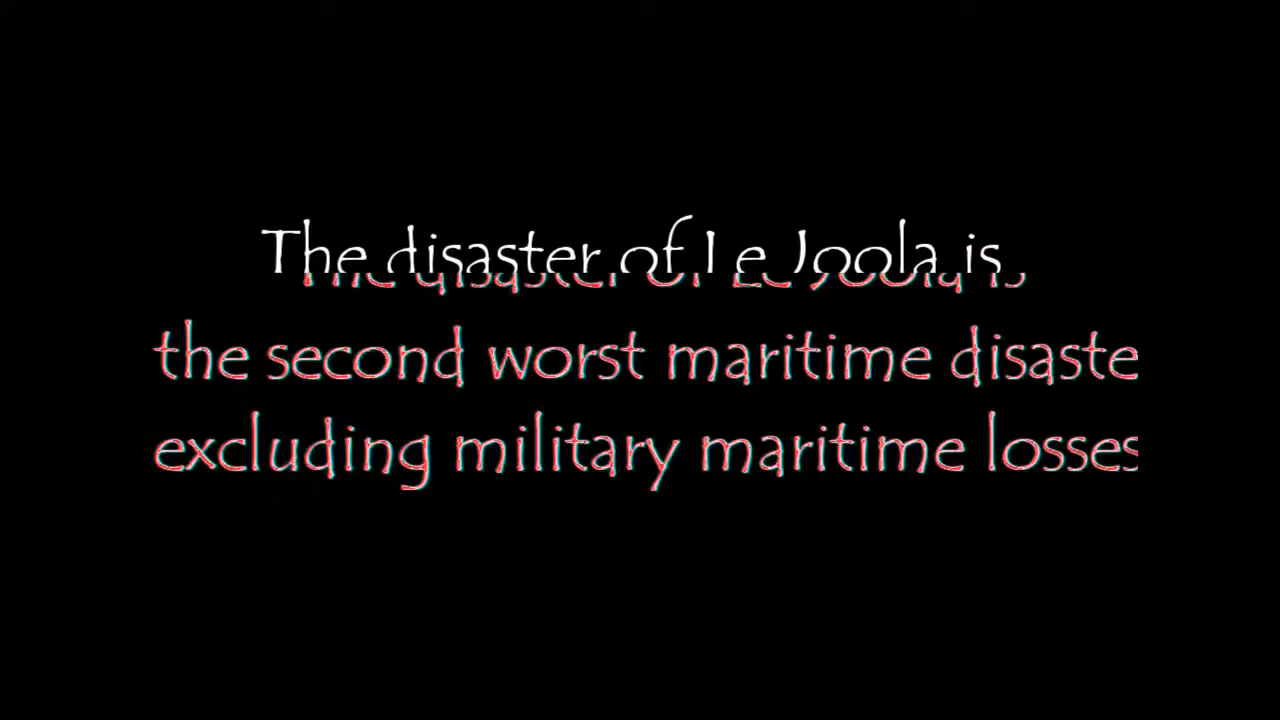 The disaster of Le Joola is
the second worst maritime disaste
excluding military maritime losses